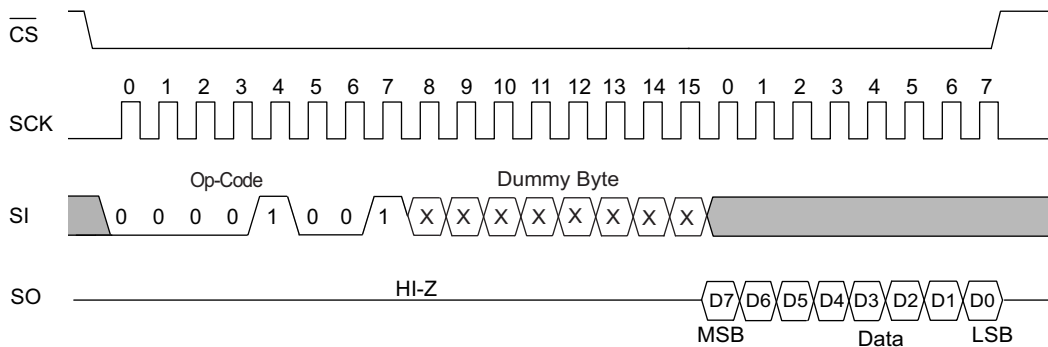 CS
0 1 2 3 4 5 6 7 8 9 10 11 12 13 14 15 0 1 2 3 4 5 6 7
SCK
Op-Code Dummy Byte
SI 0 0 0 0 1 0 0 1 X X X X X X X X
HI-Z
SO D7 D6 D5 D4 D3 D2 D1 D0
MSB Data LSB